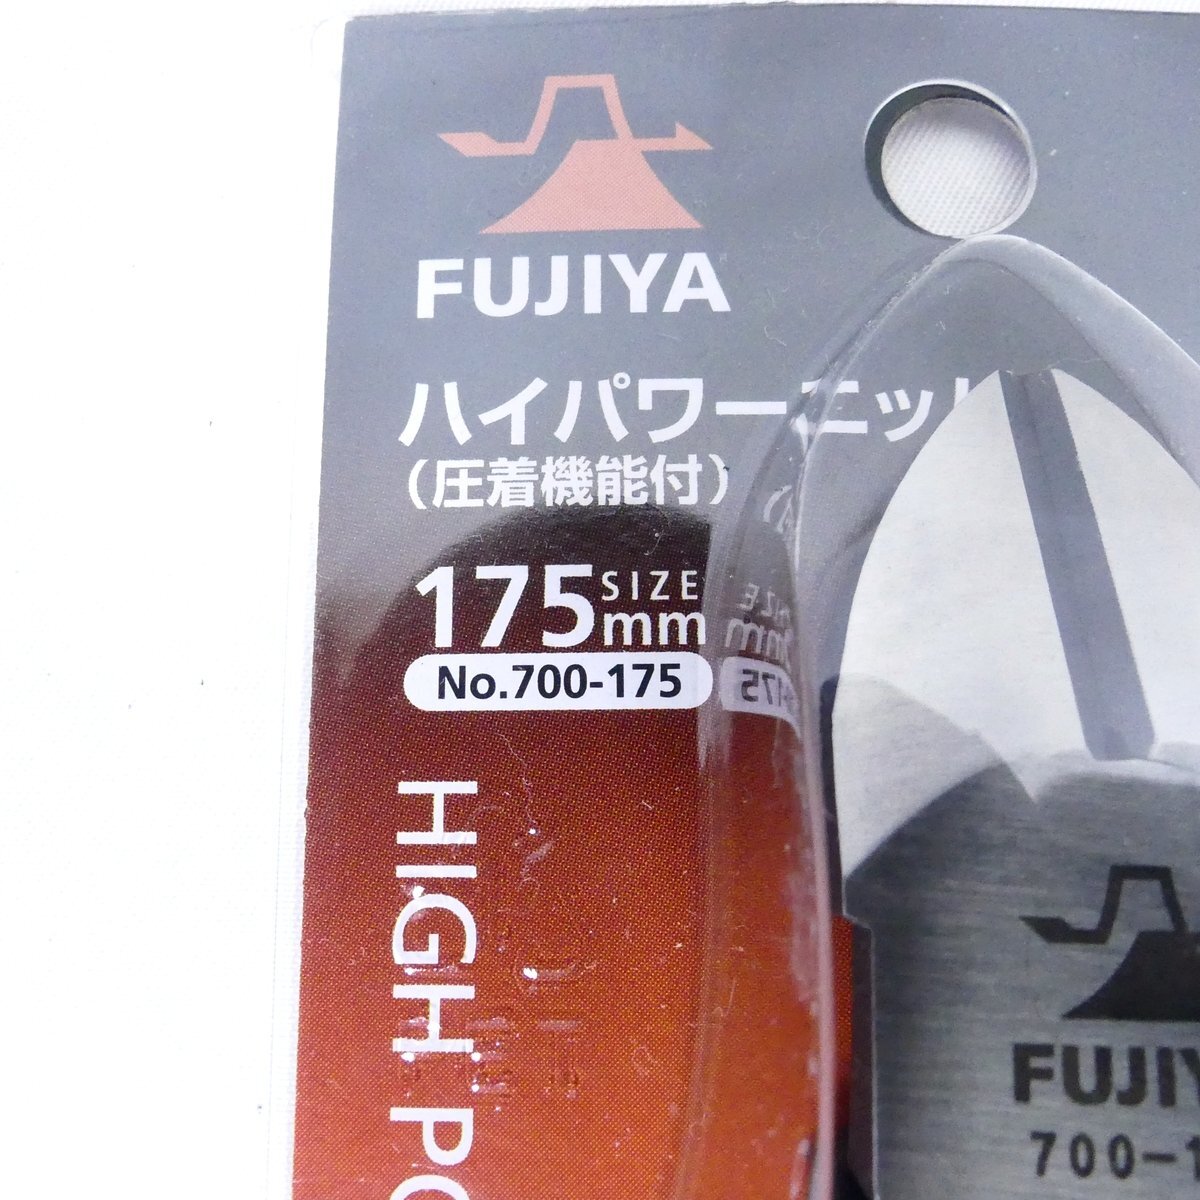 FUJIYA
ハイパワーニッ
(圧着機能付)
175 SIZE mm
No.700-175
HIGH PO
FUJIY
700-1